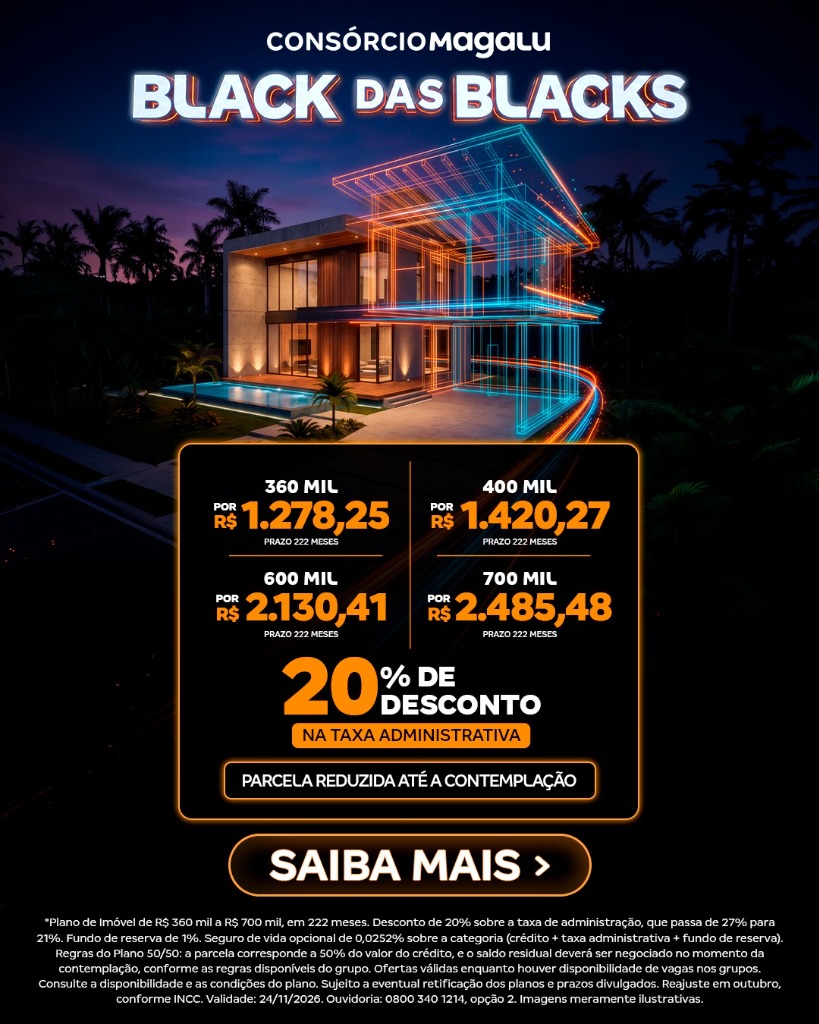 CONSÓRCIO Magalu
BLACK DAS BLACKS
360 MIL
POR R$ 1.278,25
PRAZO 222 MESES
400 MIL
POR R$ 1.420,27
PRAZO 222 MESES
600 MIL
POR R$ 2.130,41
PRAZO 222 MESES
700 MIL
POR R$ 2.485,48
PRAZO 222 MESES
20% DE
DESCONTO
NA TAXA ADMINISTRATIVA
PARCELA REDUZIDA ATÉ A CONTEMPLAÇÃO
SAIBA MAIS >
"Plano de Imóvel de R$ 360 mil a R$ 700 mil, em 222 meses. Desconto de 20% sobre a taxa de administração, que passa de 27% para
21%. Fundo de reserva de 1%. Seguro de vida opcional de 0,0252% sobre a categoria (crédito + taxa administrativa + fundo de reserva).
Regras do Plano 50/50: a parcela corresponde a 50% do valor do crédito, e o saldo residual deverá ser negociado no momento da
contemplação, conforme as regras disponíveis do grupo. Ofertas válidas enquanto houver disponibilidade de vagas nos grupos.
Consulte a disponibilidade e as condições do plano. Sujeito a eventual retificação dos planos e prazos divulgados. Reajuste em outubro,
conforme INCC. Validade: 24/11/2026. Ouvidoria: 0800 340 1214, opção 2. Imagens meramente ilustrativas.